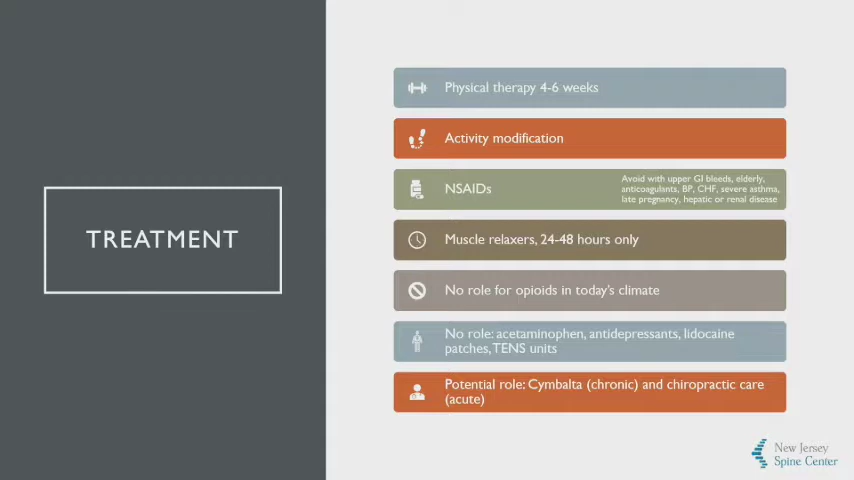 TREATMENT
Physical therapy 4-6 weeks
Activity modification
NSAIDs
Avoid with upper GI bleeds, elderly,
anticoagulants, BP, CHF, severe asthma,
late pregnancy, hepatic or renal disease
Muscle relaxers, 24-48 hours only
No role for opioids in today's climate
No role: acetaminophen, antidepressants, lidocaine
patches, TENS units
Potential role: Cymbalta (chronic) and chiropractic care
(acute)
New Jersey
Spine Center